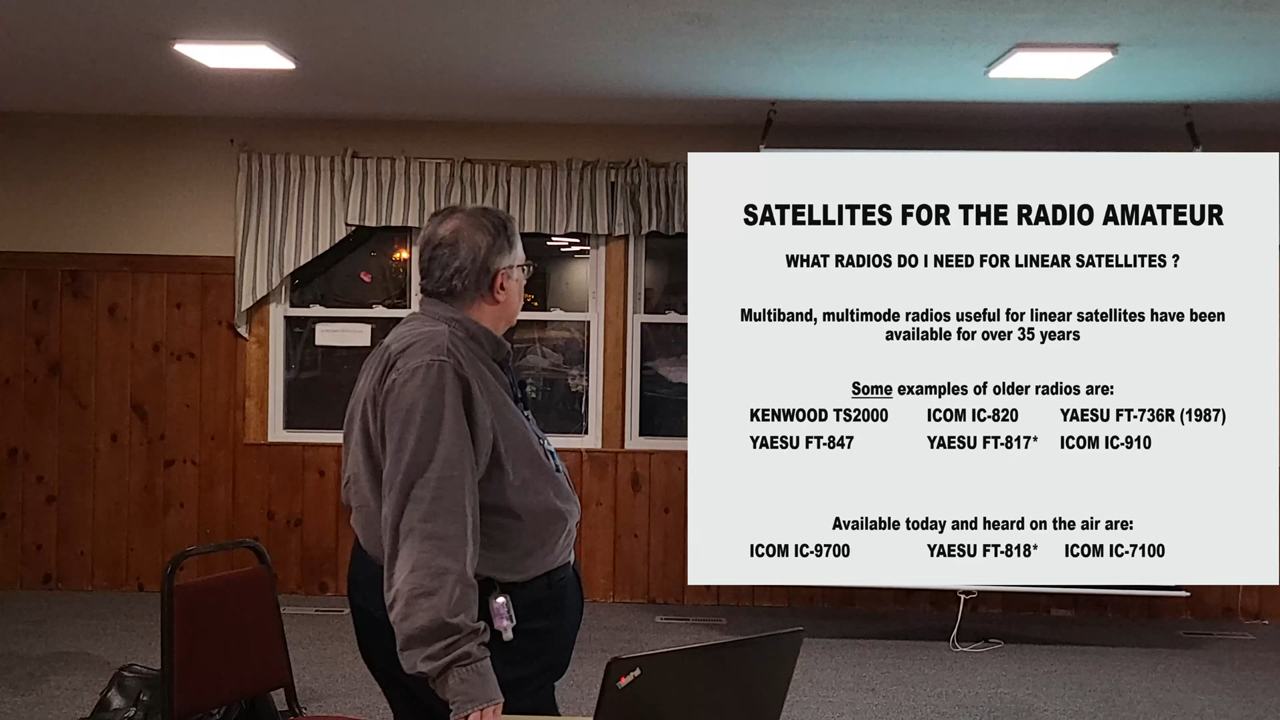 SATELLITES FOR THE RADIO AMATEUR
WHAT RADIOS DO I NEED FOR LINEAR SATELLITES ?
Multiband, multimode radios useful for linear satellites have been
available for over 35 years
Some examples of older radios are:
KENWOOD TS2000 ICOM IC-820 YAESU FT-736R (1987)
YAESU FT-847 YAESU FT-817* ICOM IC-910
Available today and heard on the air are:
ICOM IC-9700 YAESU FT-818* ICOM IC-7100
ThinkPad